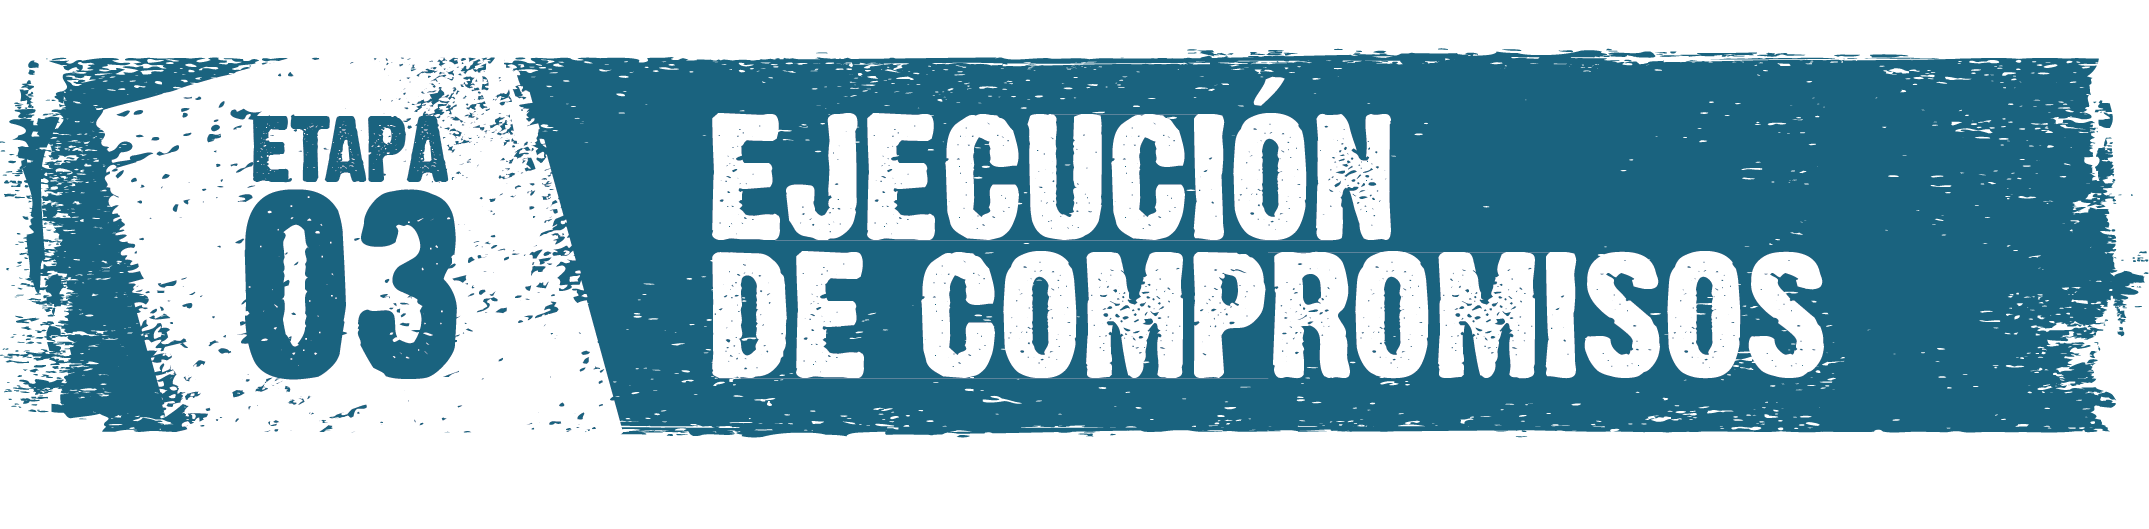 ETAPA
03
EJECUCIÓN
DE COMPROMISOS